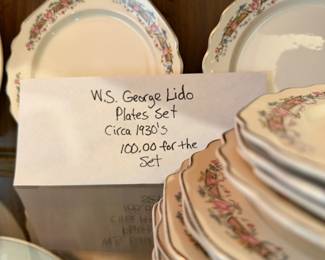 W.S. George Lido
Plates Set
Circa 1930's
100.00 for the
Set